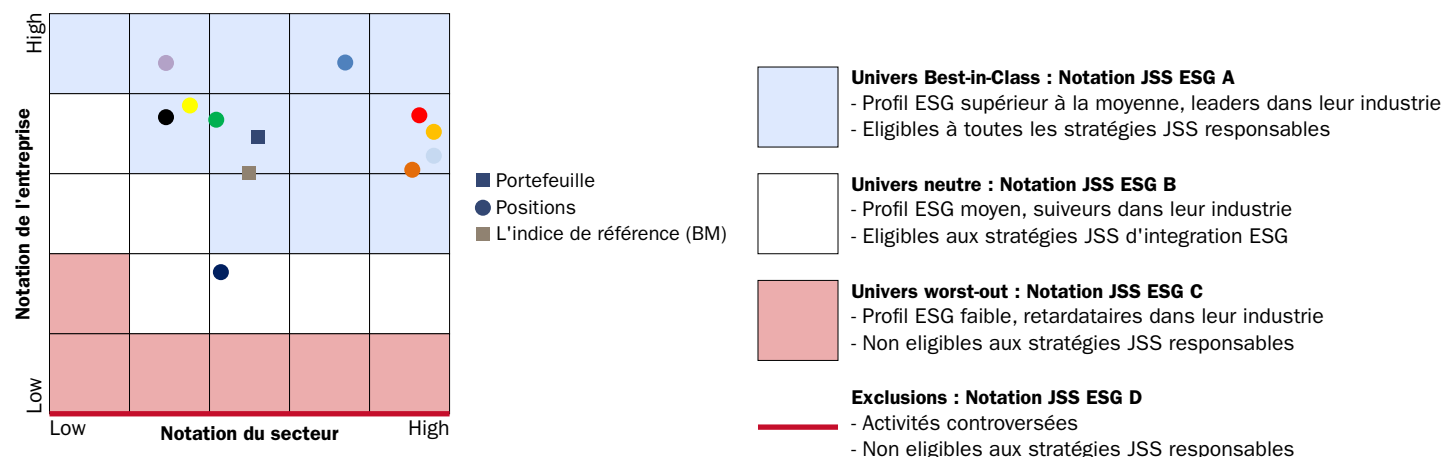 High
Notation de l'entreprise
Low
Low
Notation du secteur
High
Portefeuille
Positions
L'indice de référence (BM)
Univers Best-in-Class : Notation JSS ESG A
- Profil ESG supérieur à la moyenne, leaders dans leur industrie
- Eligibles à toutes les stratégies JSS responsables
Univers neutre : Notation JSS ESG B
- Profil ESG moyen, suiveurs dans leur industrie
- Eligibles aux stratégies JSS d'integration ESG
Univers worst-out : Notation JSS ESG C
- Profil ESG faible, retardataires dans leur industrie
- Non eligibles aux stratégies JSS responsables
Exclusions : Notation JSS ESG D
- Activités controversées
- Non eligibles aux stratégies JSS responsables